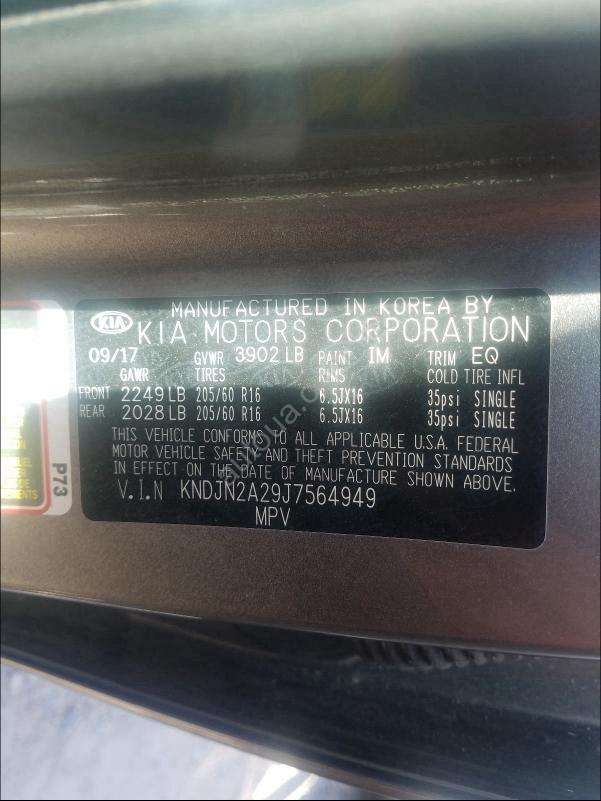 MANUFACTURED IN KOREA BY
KIA KIA MOTORS CORPORATION
09/17 GVWR 3902 LB PAINT IM TRIM EQ
GAWR TIRES RIMS COLD TIRE INFL
FRONT 2249 LB 205/60 R16 6.5JX16 35psi SINGLE
REAR 2028 LB 205/60 R16 6.5JX16 35psi SINGLE
THIS VEHICLE CONFORMS TO ALL APPLICABLE U.S.A. FEDERAL
MOTOR VEHICLE SAFETY AND THEFT PREVENTION STANDARDS
IN EFFECT ON THE DATE OF MANUFACTURE SHOWN ABOVE.
V.I.N KNDJN2A29J7564949
MPV
P73